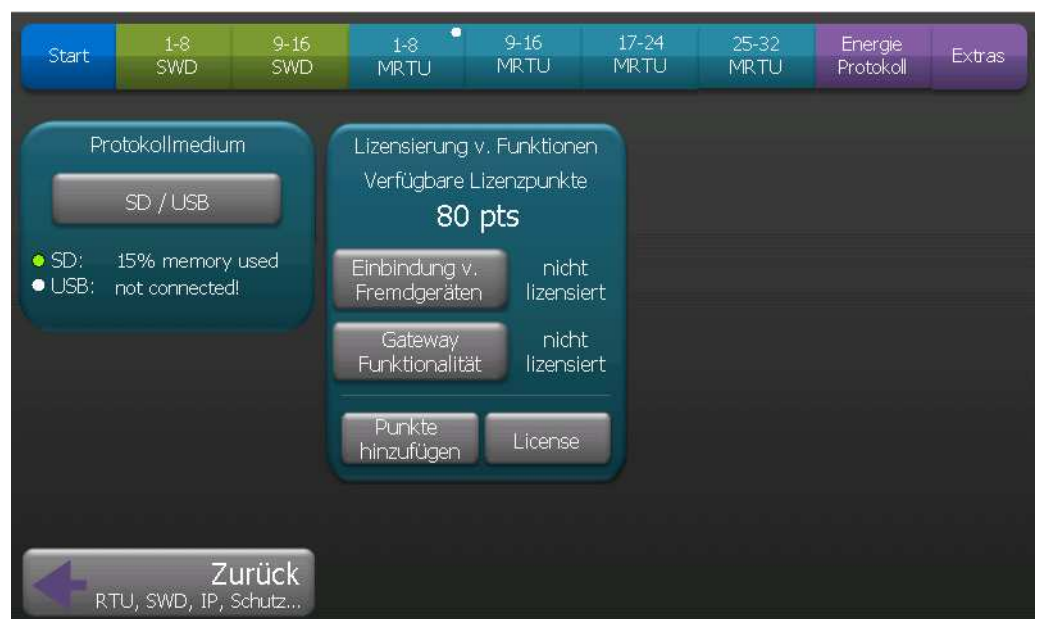 Start
1-8
SWD
9-16
SWD
1-8
MRTU
9-16
MRTU
17-24
MRTU
25-32
MRTU
Energie
Protokoll
Extras
Protokollmedium
SD / USB
SD: 15% memory used
USB: not connected!
Lizensierung v. Funktionen
Verfügbare Lizenzpunkte
80 pts
Einbindung v.
Fremdgeräten
nicht
lizensiert
Gateway
Funktionalität
nicht
lizensiert
Punkte
hinzufügen
License
Zurück
RTU, SWD, IP, Schutz...